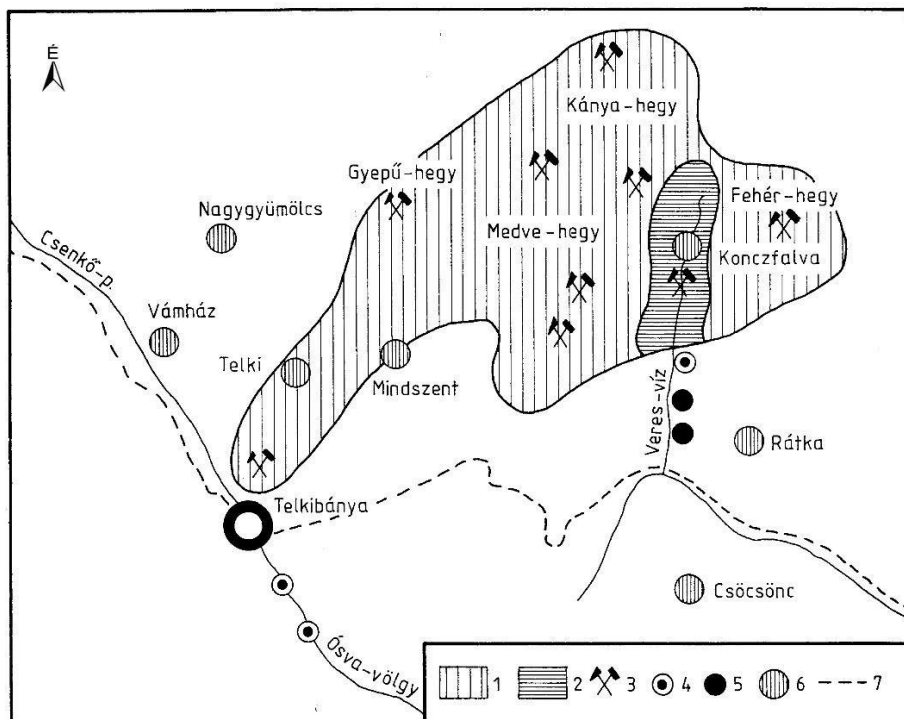 É
Kánya-hegy
Gyepű-hegy
Fehér-hegy
Nagygyümölcs
Medve-hegy
Konczfalva
Csenkő-p.
Vámház
Telki
Mindszent
Veres-víz
Rátka
Telkibánya
Csöcsönc
Ósva-völgy
1 2 3 4 5 6 7